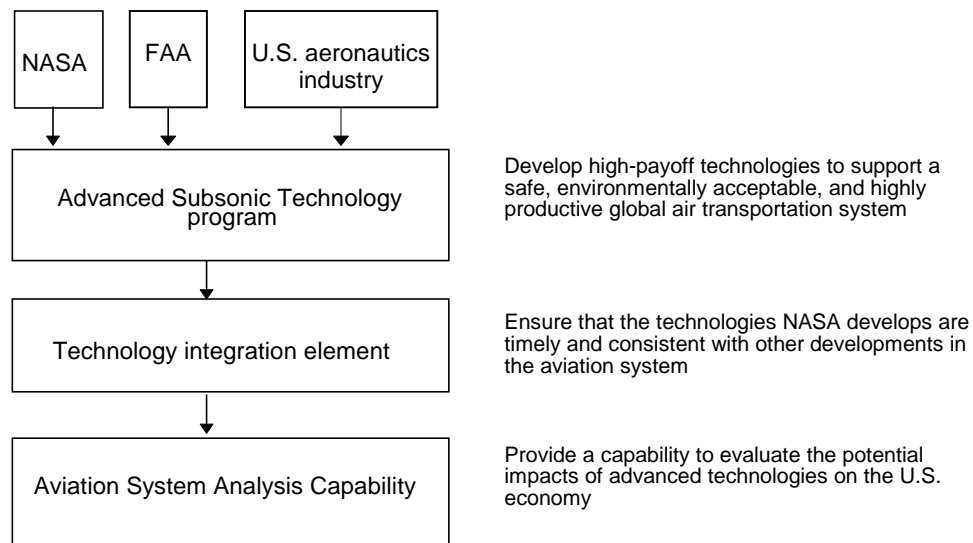 NASA
FAA
U.S. aeronautics
industry
Advanced Subsonic Technology
program
Develop high-payoff technologies to support a
safe, environmentally acceptable, and highly
productive global air transportation system
Technology integration element
Ensure that the technologies NASA develops are
timely and consistent with other developments in
the aviation system
Aviation System Analysis Capability
Provide a capability to evaluate the potential
impacts of advanced technologies on the U.S.
economy